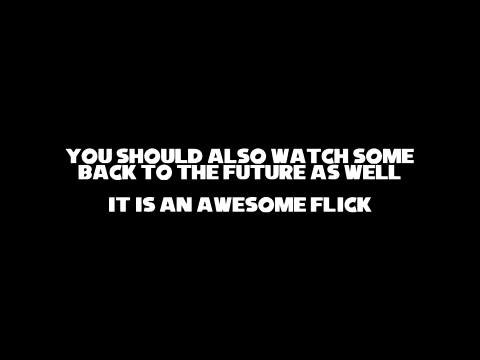 YOU SHOULD ALSO WATCH SOME
BACK TO THE FUTURE AS WELL
IT IS AN AWESOME FLICK